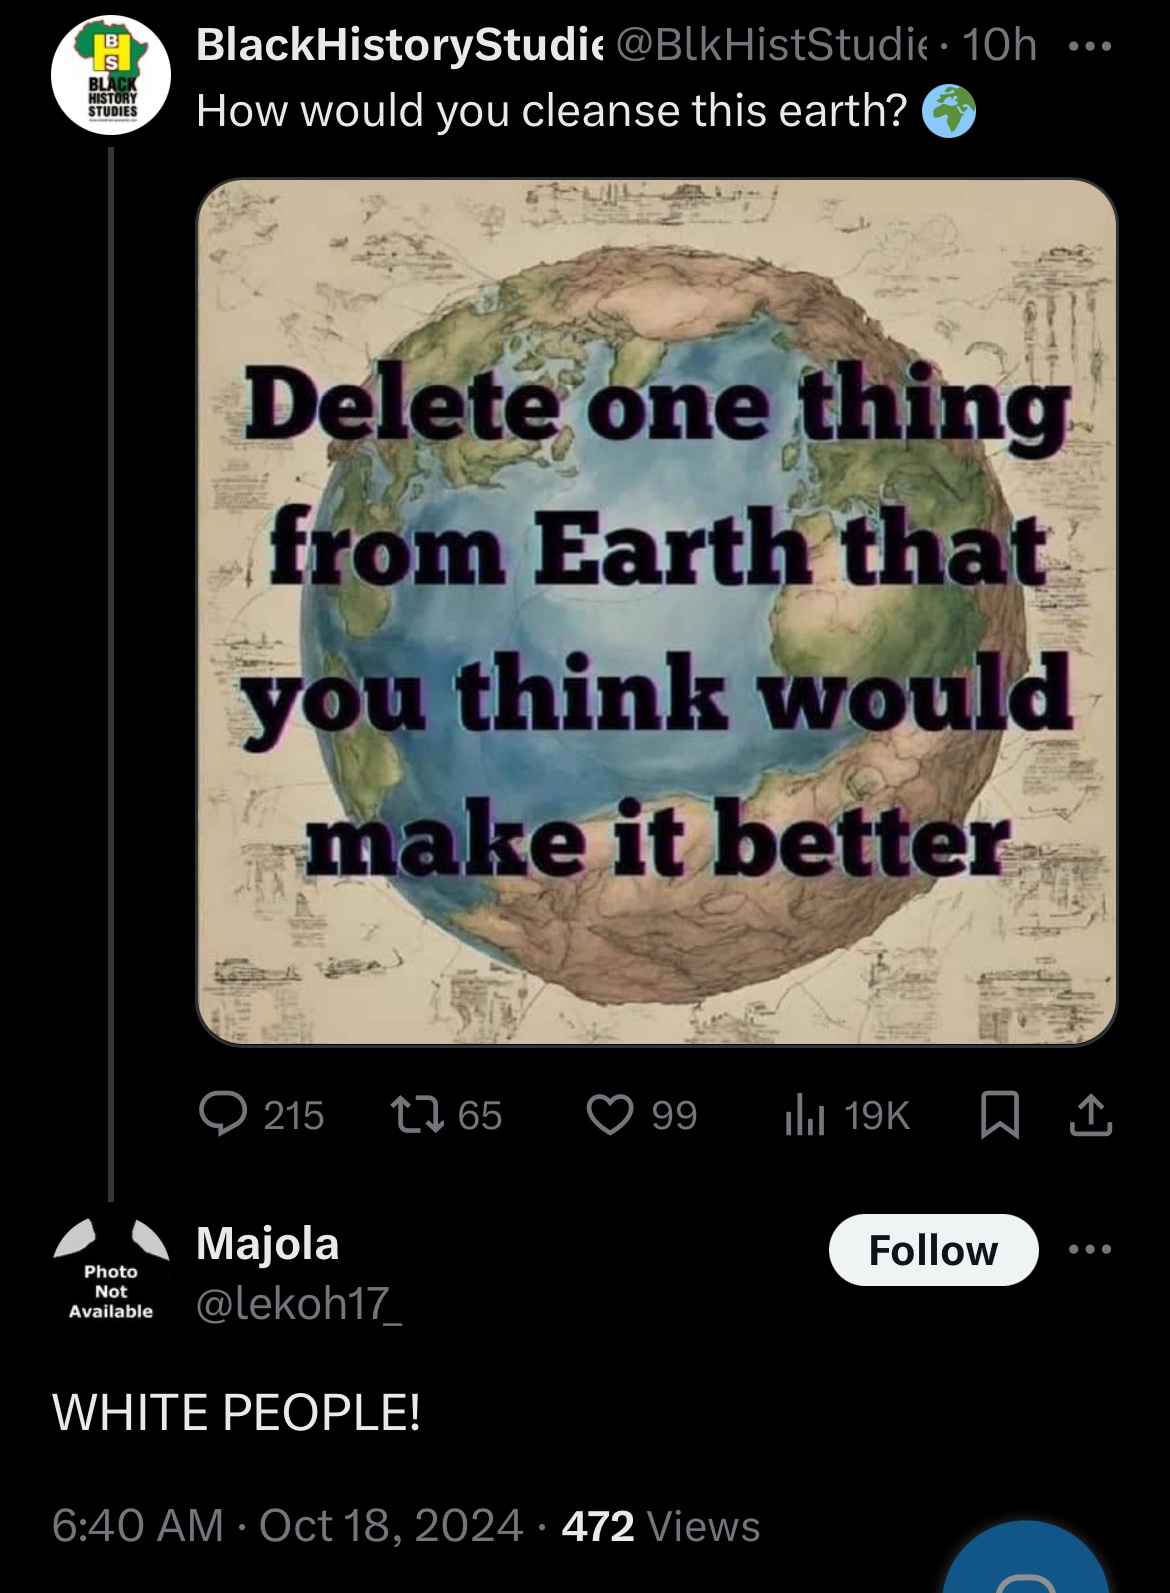 BlackHistoryStudie @BlkHistStudie · 10h
How would you cleanse this earth? 🌍
B
H
S
BLACK
HISTORY
STUDIES
Delete one thing
from Earth that
you think would
make it better
215 65 99 19K
Majola
@lekoh17_
Follow
Photo
Not
Available
WHITE PEOPLE!
6:40 AM · Oct 18, 2024 · 472 Views